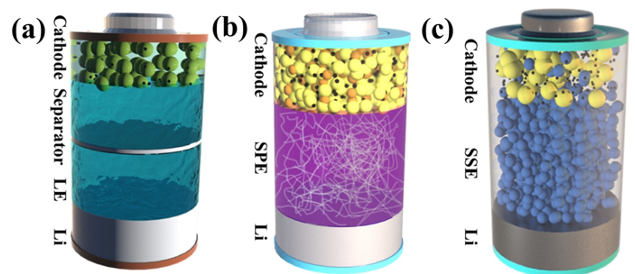 (a)
Cathode
Separator
LE
Li
(b)
Cathode
SPE
Li
(c)
Cathode
SSE
Li